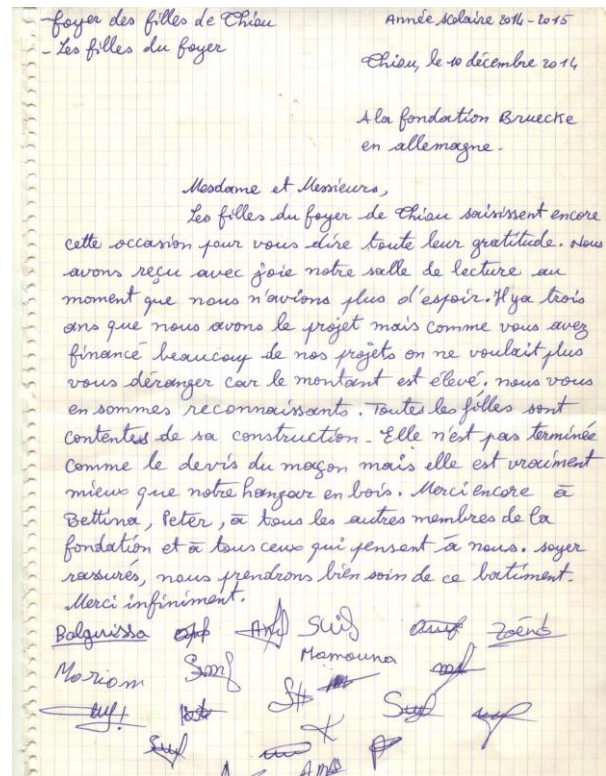 - foyer des filles de Thiou
Année scolaire 2014-2015
- Les filles du foyer
Thiou, le 10 décembre 2014
A la fondation Bruecke
en allemagne.
Mesdame et Messieurs,
Les filles du foyer de Thiou saisissent encore
cette occasion pour vous dire toute leur gratitude. Nous
avons reçu avec joie notre salle de lecture au
moment que nous n'avions plus d'espoir. Il ya trois
ans que nous avons le projet mais comme vous avez
financé beaucoup de nos projets on ne voulait plus
vous déranger car le montant est élevé. nous vous
en sommes reconnaissants. Toutes les filles sont
contentes de sa construction - Elle n'est pas terminée
comme le devis du maçon mais elle est vraiment
mieux que notre hangar en bois. Merci encore à
Bettina, Peter, à tous les autres membres de la
fondation et à tous ceux qui pensent à nous. soyer
rassurés, nous prendrons bien soin de ce batiment.
Merci infiniment.
Balguissa
Mariam
Mamouna